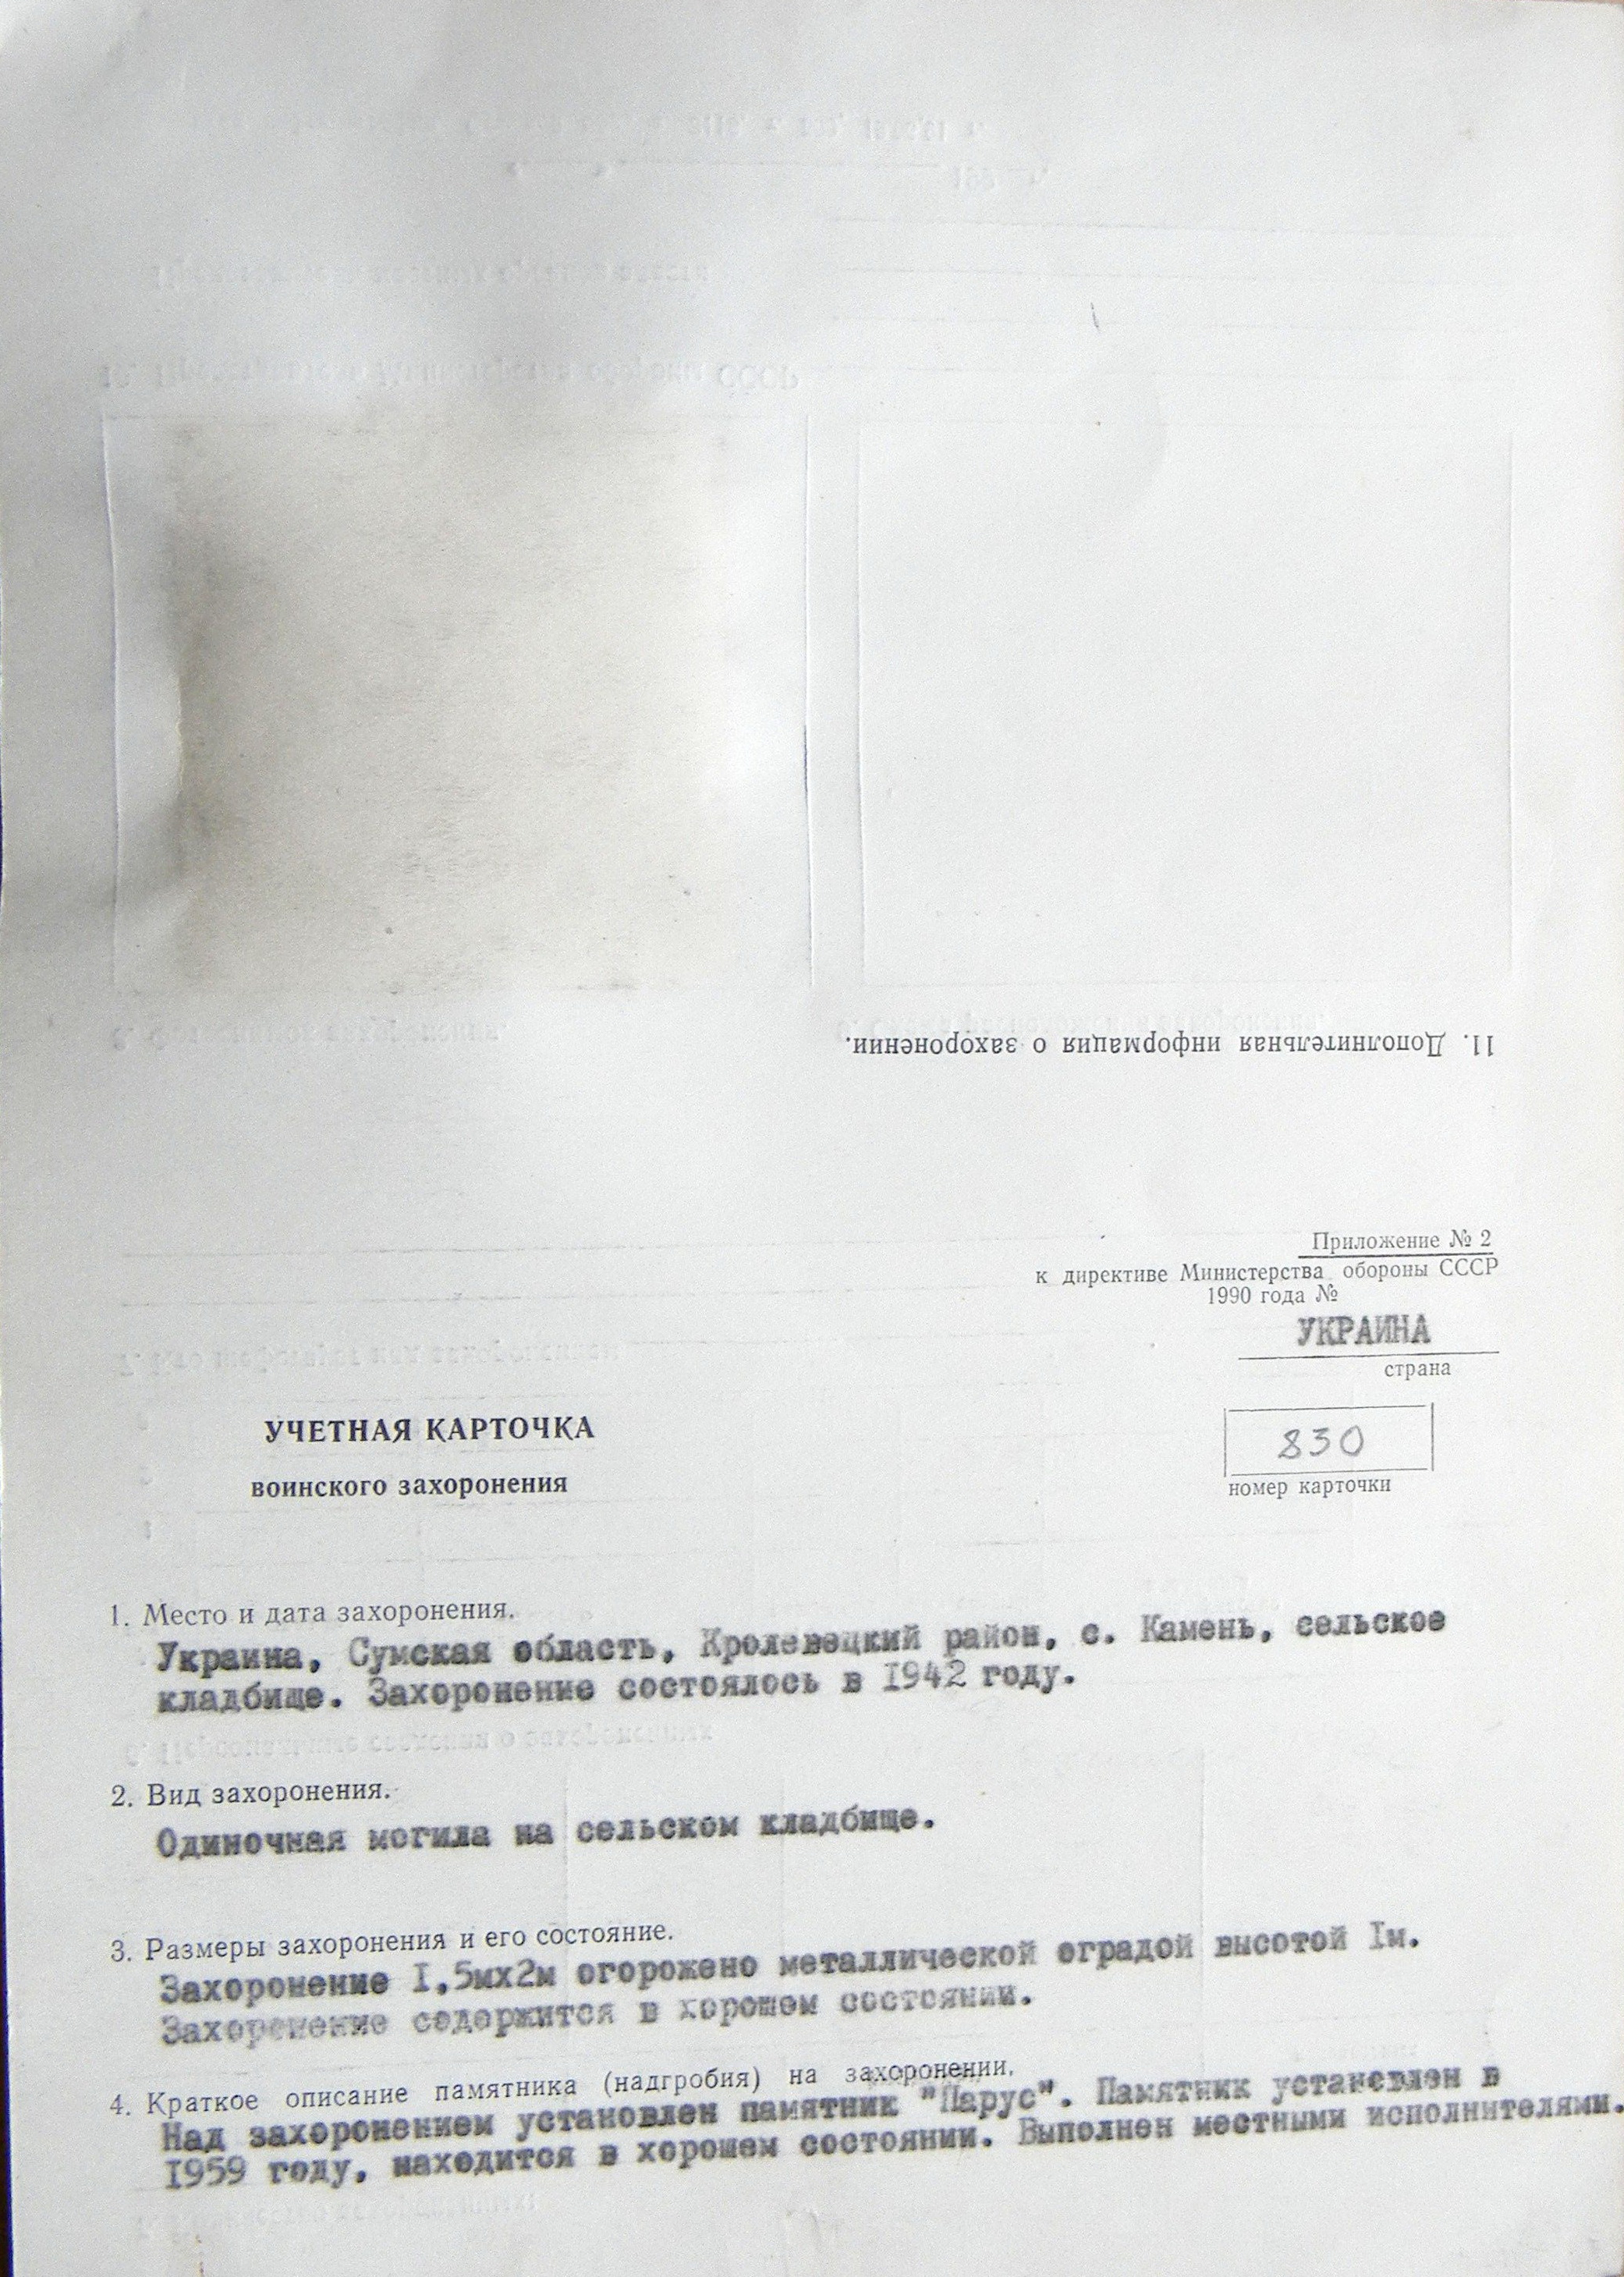 11. Дополнительная информация о захоронении.
Приложение № 2
к директиве Министерства обороны СССР
1990 года №
УКРАИНА
страна
УЧЕТНАЯ КАРТОЧКА
воинского захоронения
830
номер карточки
1. Место и дата захоронения.
Украина, Сумская область, Кролевецкий район, с. Камень, сельское
кладбище. Захоронение состоялось в 1942 году.
2. Вид захоронения.
Одиночная могила на сельском кладбище.
3. Размеры захоронения и его состояние.
Захоронение I,5мх2м огорожено металлической оградой высотой Iм.
Захоронение содержится в хорошем состоянии.
4. Краткое описание памятника (надгробия) на захоронении.
Над захоронением установлен памятник "Парус". Памятник установлен в
I959 году, находится в хорошем состоянии. Выполнен местными исполнителями.